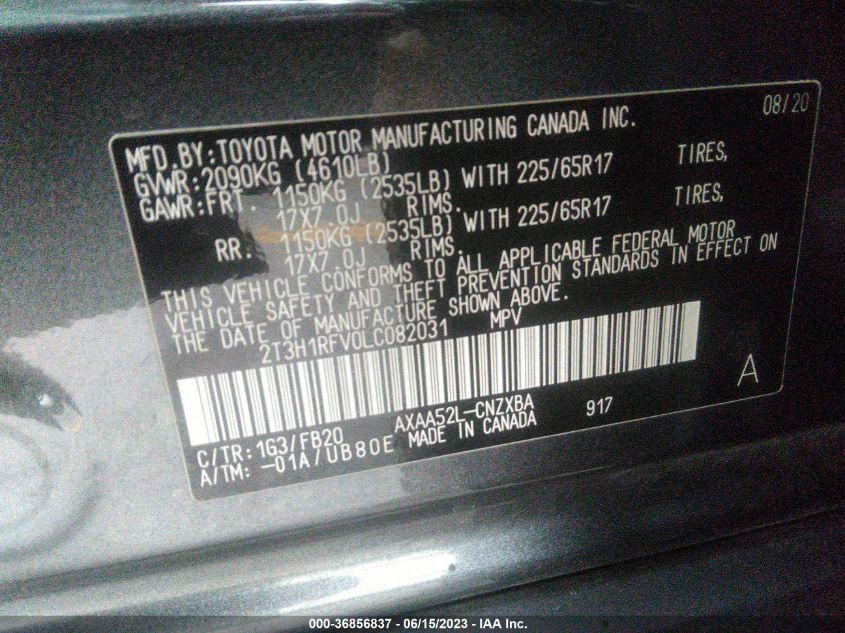 08/20
MFD.BY:TOYOTA MOTOR MANUFACTURING CANADA INC.
GVWR:2090KG (4610LB)
GAWR:FRT. 1150KG (2535LB) WITH 225/65R17 TIRES,
17X7.0J RIMS.
RR. 1150KG (2535LB) WITH 225/65R17 TIRES,
17X7.0J RIMS.
THIS VEHICLE CONFORMS TO ALL APPLICABLE FEDERAL MOTOR
VEHICLE SAFETY AND THEFT PREVENTION STANDARDS IN EFFECT ON
THE DATE OF MANUFACTURE SHOWN ABOVE.
2T3H1RFV0LC082031 MPV
A
C/TR:1G3/FB20 AXAA52L-CNZXBA 917
A/TM:-01A/UB80E MADE IN CANADA
000-36856837 - 06/15/2023 - IAA Inc.